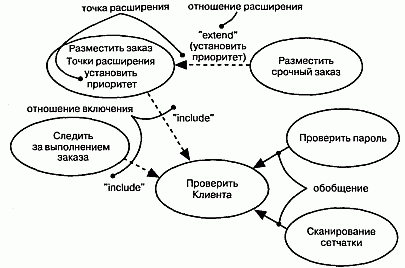 точка расширения
отношение расширения
"extend"
(установить
приоритет)
Разместить заказ
Точки расширения
установить
приоритет
Разместить
срочный заказ
отношение включения
"include"
Следить
за выполнением
заказа
"include"
Проверить
Клиента
Проверить пароль
обобщение
Сканирование
сетчатки